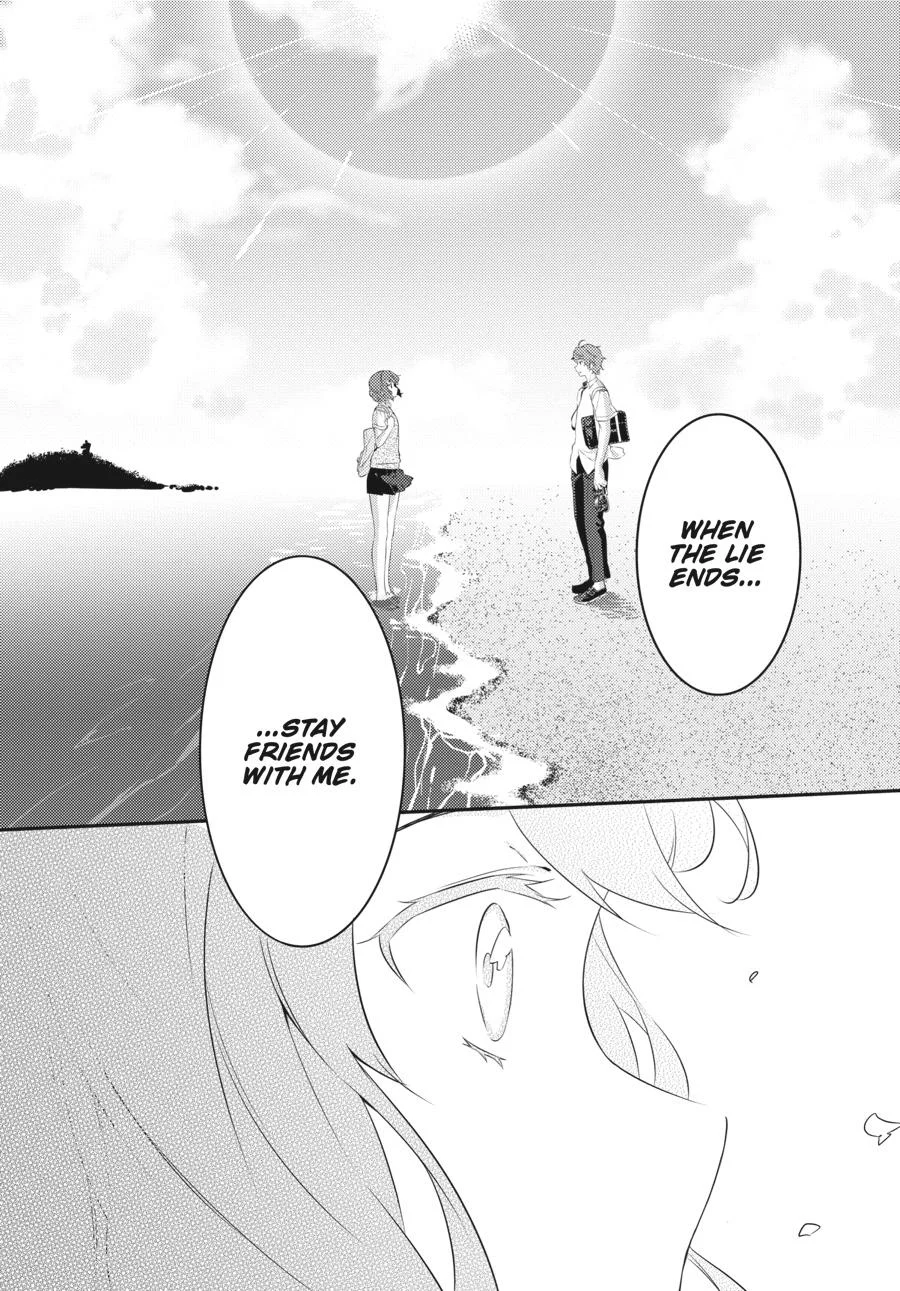 WHEN
THE LIE
ENDS...
...STAY
FRIENDS
WITH ME.